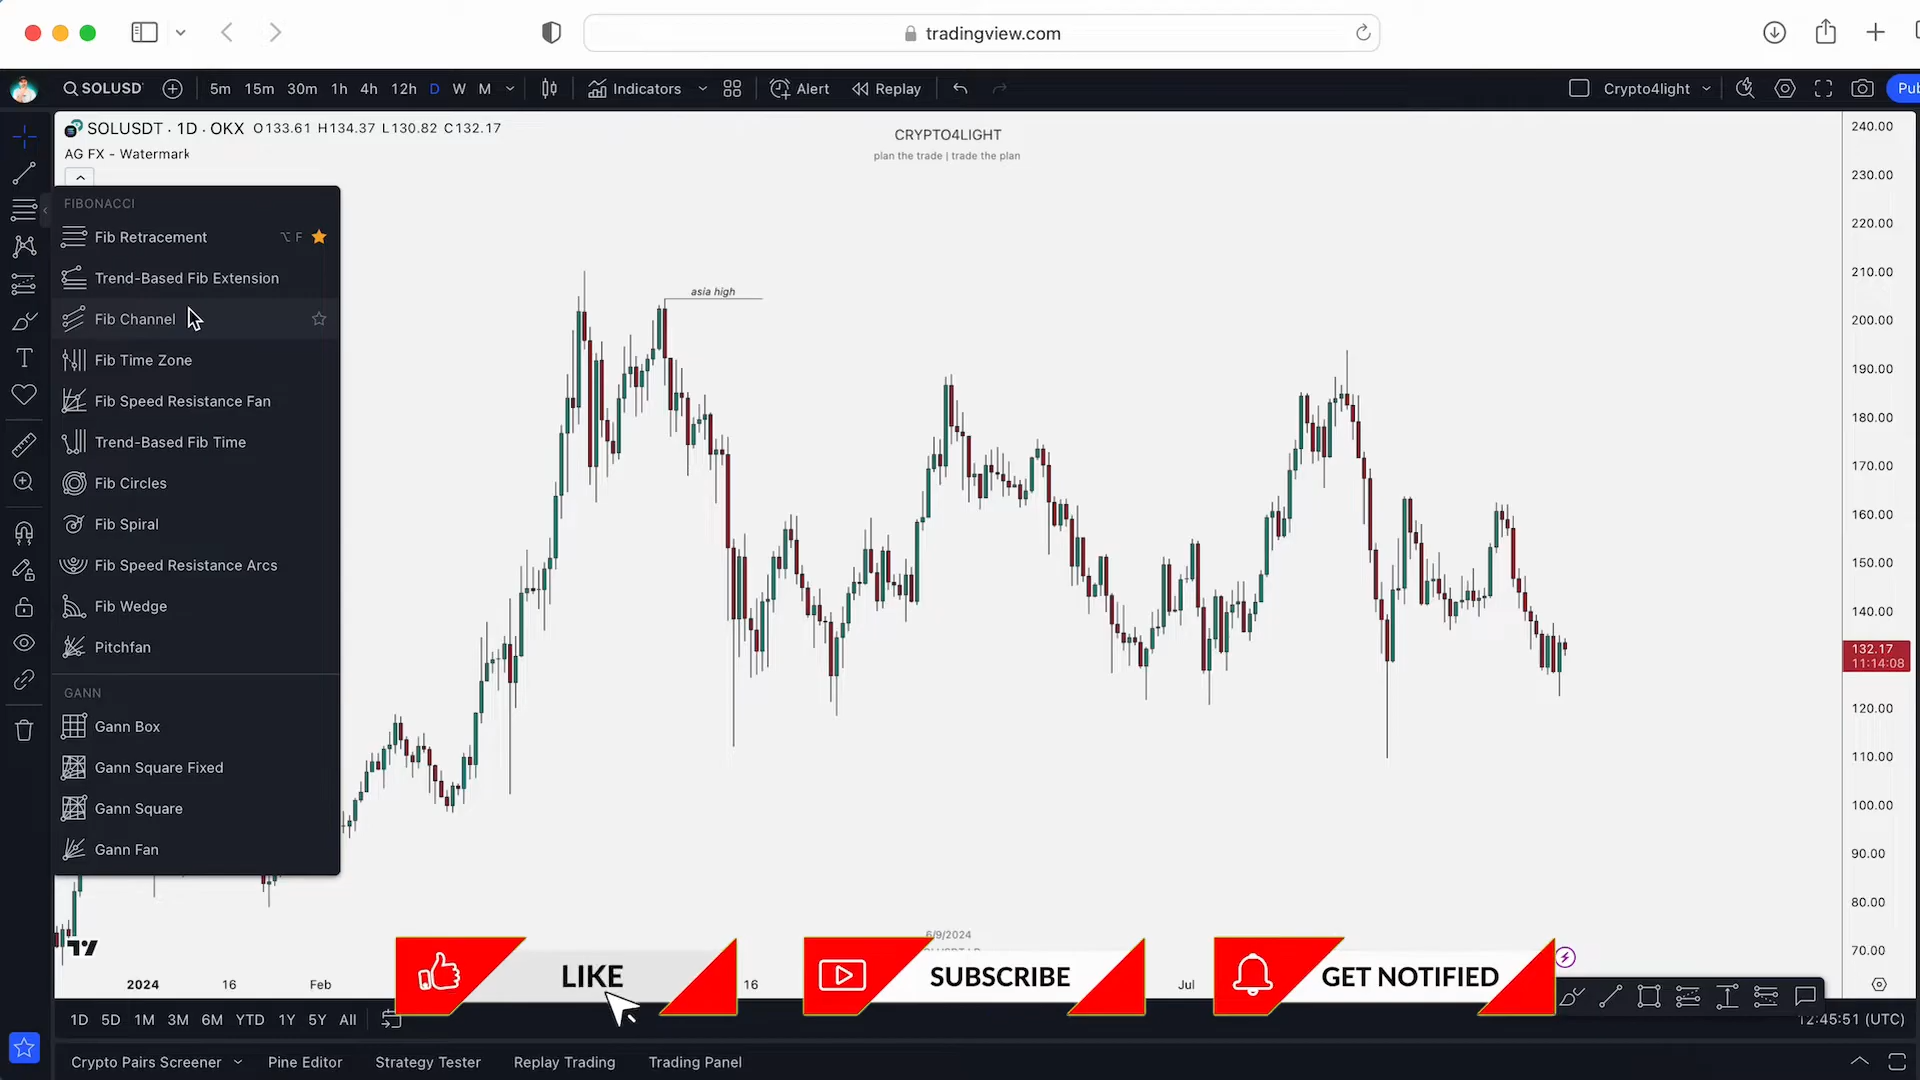 tradingview.com
SOLUSD
5m 15m 30m 1h 4h 12h D W M
Indicators
Alert
Replay
Crypto4light
Pub
SOLUSDT · 1D · OKX O133.61 H134.37 L130.82 C132.17
AG FX - Watermark
CRYPTO4LIGHT
plan the trade | trade the plan
FIBONACCI
Fib Retracement ⌥ F
Trend-Based Fib Extension
Fib Channel
Fib Time Zone
Fib Speed Resistance Fan
Trend-Based Fib Time
Fib Circles
Fib Spiral
Fib Speed Resistance Arcs
Fib Wedge
Pitchfan
GANN
Gann Box
Gann Square Fixed
Gann Square
Gann Fan
asia high
240.00
230.00
220.00
210.00
200.00
190.00
180.00
170.00
160.00
150.00
140.00
132.17
11:14:08
120.00
110.00
100.00
90.00
80.00
70.00
6/9/2024
LIKE
SUBSCRIBE
GET NOTIFIED
2024 16 Feb 16 Jul
1D 5D 1M 3M 6M YTD 1Y 5Y All
12:45:51 (UTC)
Crypto Pairs Screener
Pine Editor
Strategy Tester
Replay Trading
Trading Panel